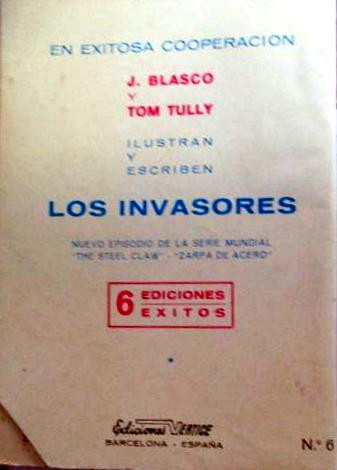 EN EXITOSA COOPERACION
J. BLASCO
Y
TOM TULLY
ILUSTRAN
Y
ESCRIBEN
LOS INVASORES
NUEVO EPISODIO DE LA SERIE MUNDIAL
"THE STEEL CLAW" - "ZARPA DE ACERO"
6 EDICIONES
EXITOS
Ediciones VERTICE
BARCELONA - ESPAÑA
N.º 6